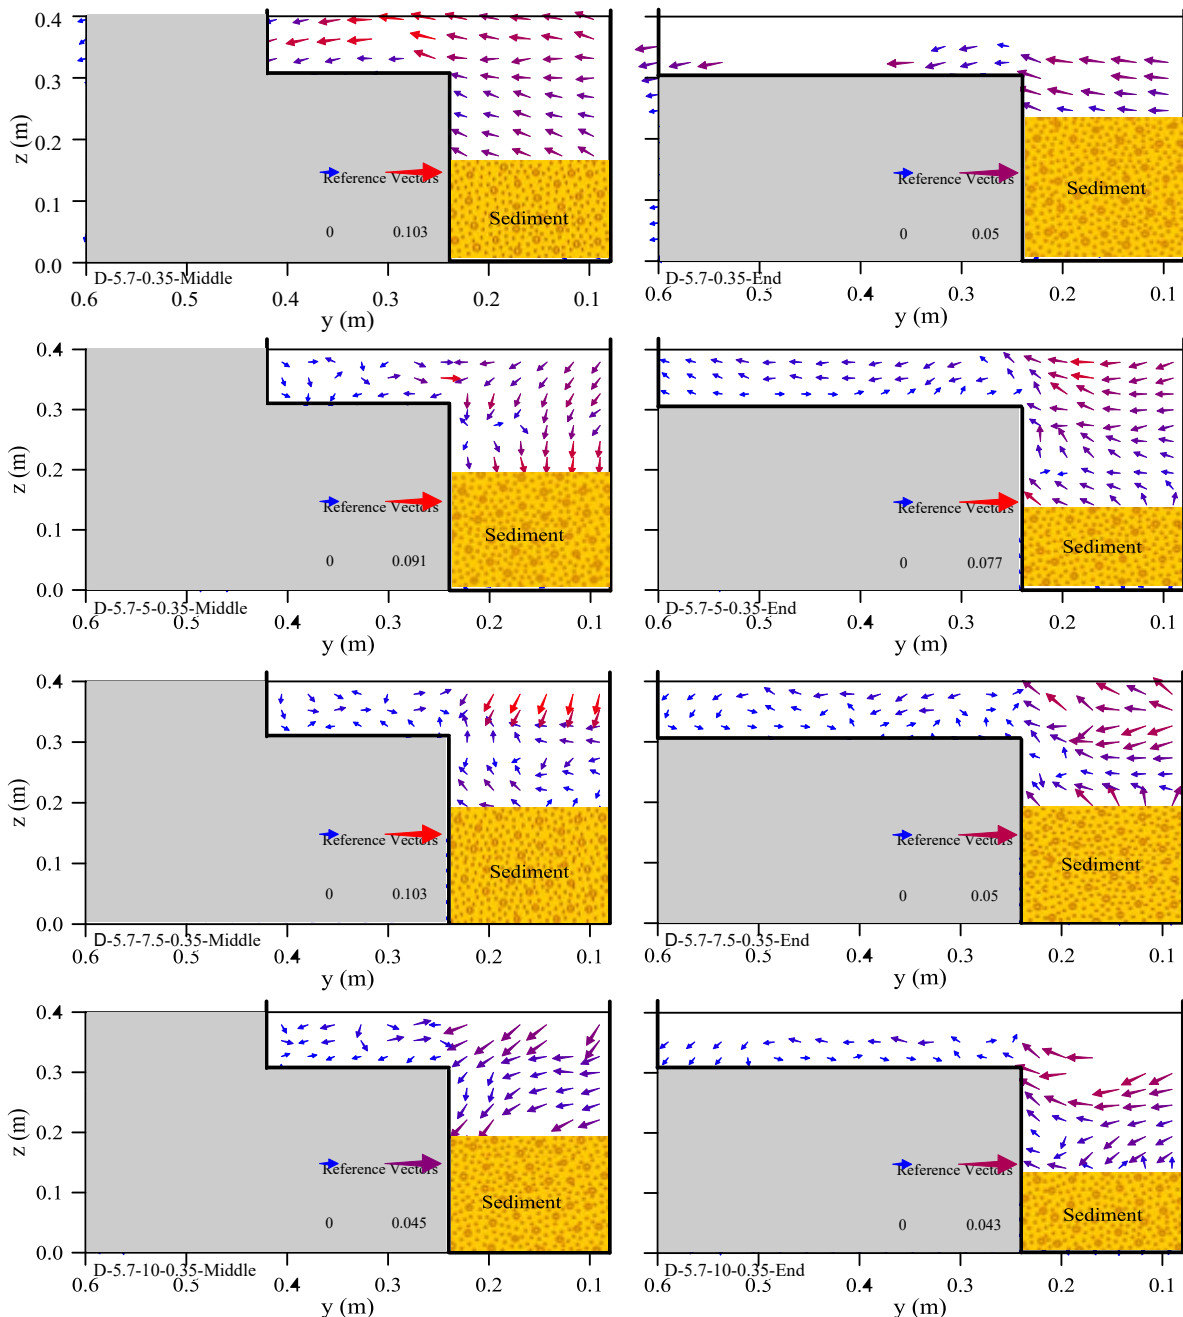 0.4
0.3
0.2
0.1
0.0
z (m)
Reference Vectors
0 0.103
Sediment
D-5.7-0.35-Middle
0.6 0.5 0.4 0.3 0.2 0.1
y (m)
Reference Vectors
0 0.05
Sediment
D-5.7-0.35-End
0.6 0.5 0.4 0.3 0.2 0.1
y (m)
0.4
0.3
0.2
0.1
0.0
z (m)
Reference Vectors
0 0.091
Sediment
D-5.7-5-0.35-Middle
0.6 0.5 0.4 0.3 0.2 0.1
y (m)
Reference Vectors
0 0.077
Sediment
D-5.7-5-0.35-End
0.6 0.5 0.4 0.3 0.2 0.1
y (m)
0.4
0.3
0.2
0.1
0.0
z (m)
Reference Vectors
0 0.103
Sediment
D-5.7-7.5-0.35-Middle
0.6 0.5 0.4 0.3 0.2 0.1
y (m)
Reference Vectors
0 0.05
Sediment
D-5.7-7.5-0.35-End
0.6 0.5 0.4 0.3 0.2 0.1
y (m)
0.4
0.3
0.2
0.1
0.0
z (m)
Reference Vectors
0 0.045
Sediment
D-5.7-10-0.35-Middle
0.6 0.5 0.4 0.3 0.2 0.1
y (m)
Reference Vectors
0 0.043
Sediment
D-5.7-10-0.35-End
0.6 0.5 0.4 0.3 0.2 0.1
y (m)